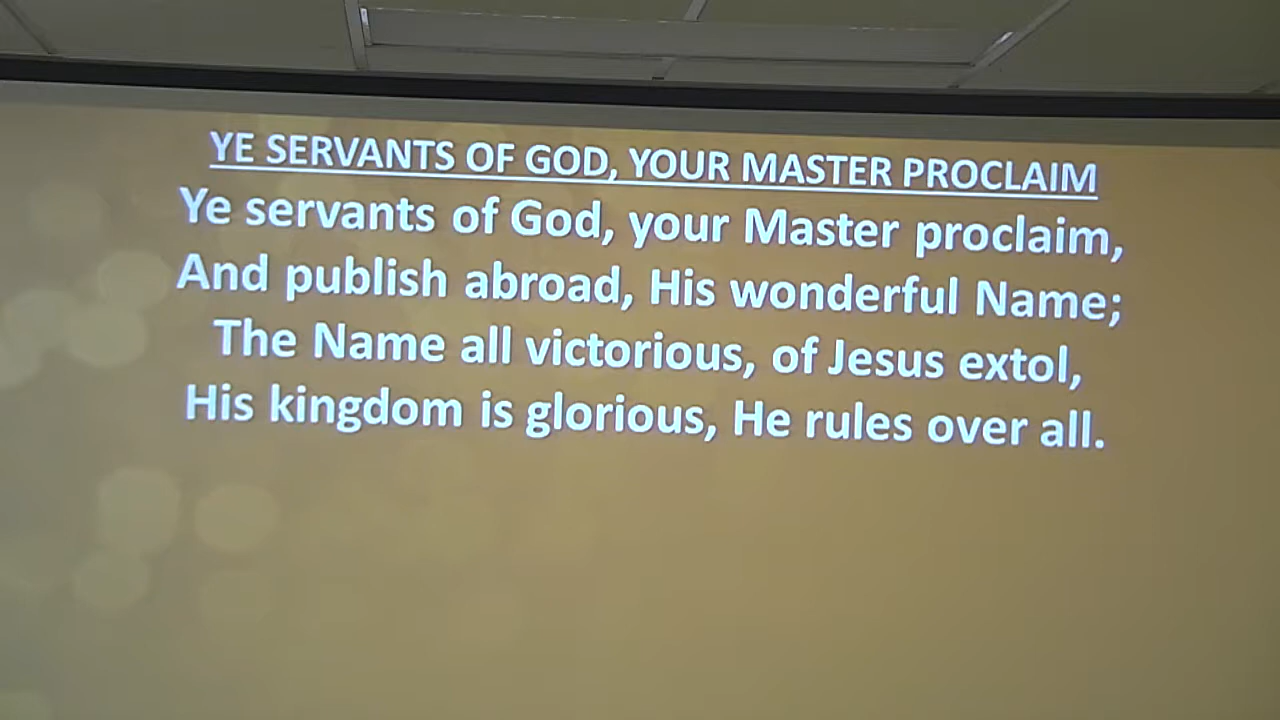 YE SERVANTS OF GOD, YOUR MASTER PROCLAIM
Ye servants of God, your Master proclaim,
And publish abroad, His wonderful Name;
The Name all victorious, of Jesus extol,
His kingdom is glorious, He rules over all.